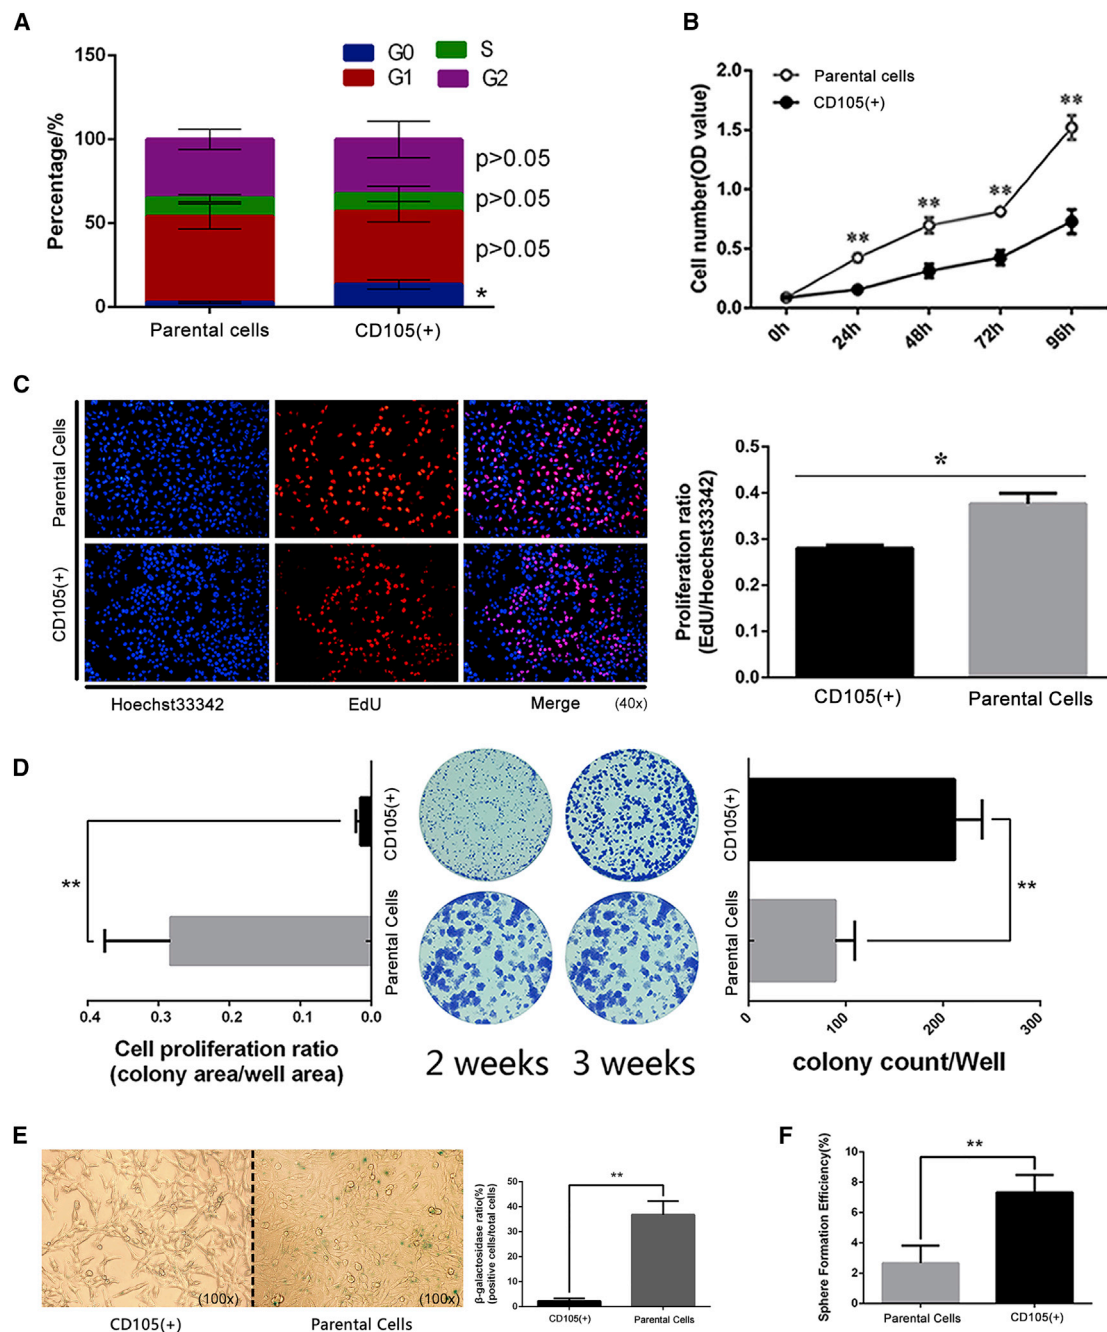 A
150
100
50
0
Percentage/%
G0
S
G1
G2
p>0.05
p>0.05
p>0.05
*
Parental cells
CD105(+)
B
2.0
1.5
1.0
0.5
0.0
Cell number(OD value)
Parental cells
CD105(+)
**
**
**
**
0h
24h
48h
72h
96h
C
Parental Cells
CD105(+)
Hoechst33342
EdU
Merge
(40x)
0.5
0.4
0.3
0.2
0.1
0.0
Proliferation ratio
(EdU/Hoechst33342)
*
CD105(+)
Parental Cells
D
**
CD105(+)
Parental Cells
0.4
0.3
0.2
0.1
0.0
Cell proliferation ratio
(colony area/well area)
2 weeks
3 weeks
CD105(+)
Parental Cells
**
0
100
200
300
colony count/Well
E
(100x)
(100x)
CD105(+)
Parental Cells
50
40
30
20
10
0
β-galactosidase ratio(%)
(positive cells/total cells)
**
CD105(+)
Parental Cells
F
10
8
6
4
2
0
Sphere Formation Efficiency(%)
**
Parental Cells
CD105(+)